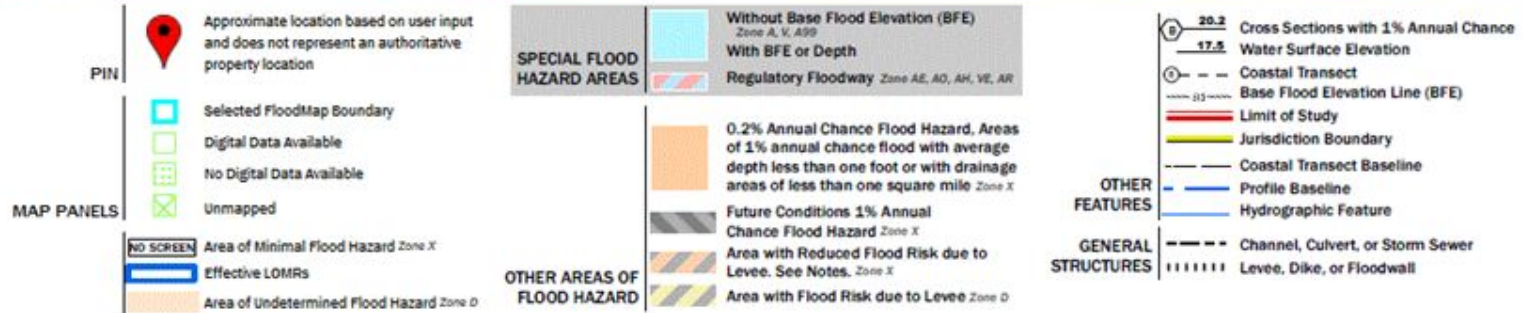 PIN
Approximate location based on user input
and does not represent an authoritative
property location
MAP PANELS
Selected FloodMap Boundary
Digital Data Available
No Digital Data Available
Unmapped
NO SCREEN Area of Minimal Flood Hazard Zone X
Effective LOMRs
Area of Undetermined Flood Hazard Zone D
SPECIAL FLOOD
HAZARD AREAS
Without Base Flood Elevation (BFE)
Zone A, V, A99
With BFE or Depth
Regulatory Floodway Zone AE, AO, AH, VE, AR
OTHER AREAS OF
FLOOD HAZARD
0.2% Annual Chance Flood Hazard, Areas
of 1% annual chance flood with average
depth less than one foot or with drainage
areas of less than one square mile Zone X
Future Conditions 1% Annual
Chance Flood Hazard Zone X
Area with Reduced Flood Risk due to
Levee. See Notes. Zone X
Area with Flood Risk due to Levee Zone D
OTHER
FEATURES
20.2 Cross Sections with 1% Annual Chance
17.5 Water Surface Elevation
Coastal Transect
Base Flood Elevation Line (BFE)
Limit of Study
Jurisdiction Boundary
Coastal Transect Baseline
Profile Baseline
Hydrographic Feature
GENERAL
STRUCTURES
Channel, Culvert, or Storm Sewer
Levee, Dike, or Floodwall